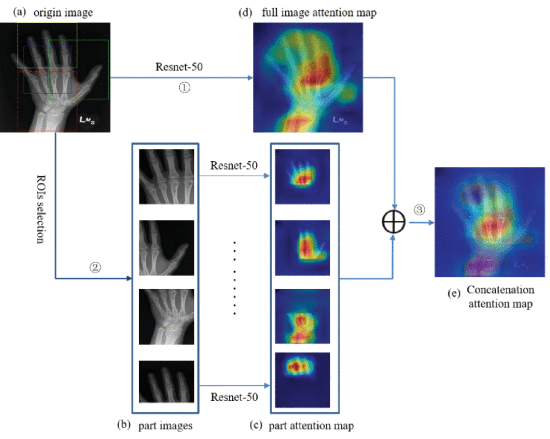 (a) origin image
(d) full image attention map
Resnet-50
①
ROIs selection
②
Resnet-50
③
(e) Concatenation
attention map
Resnet-50
(b) part images
(c) part attention map